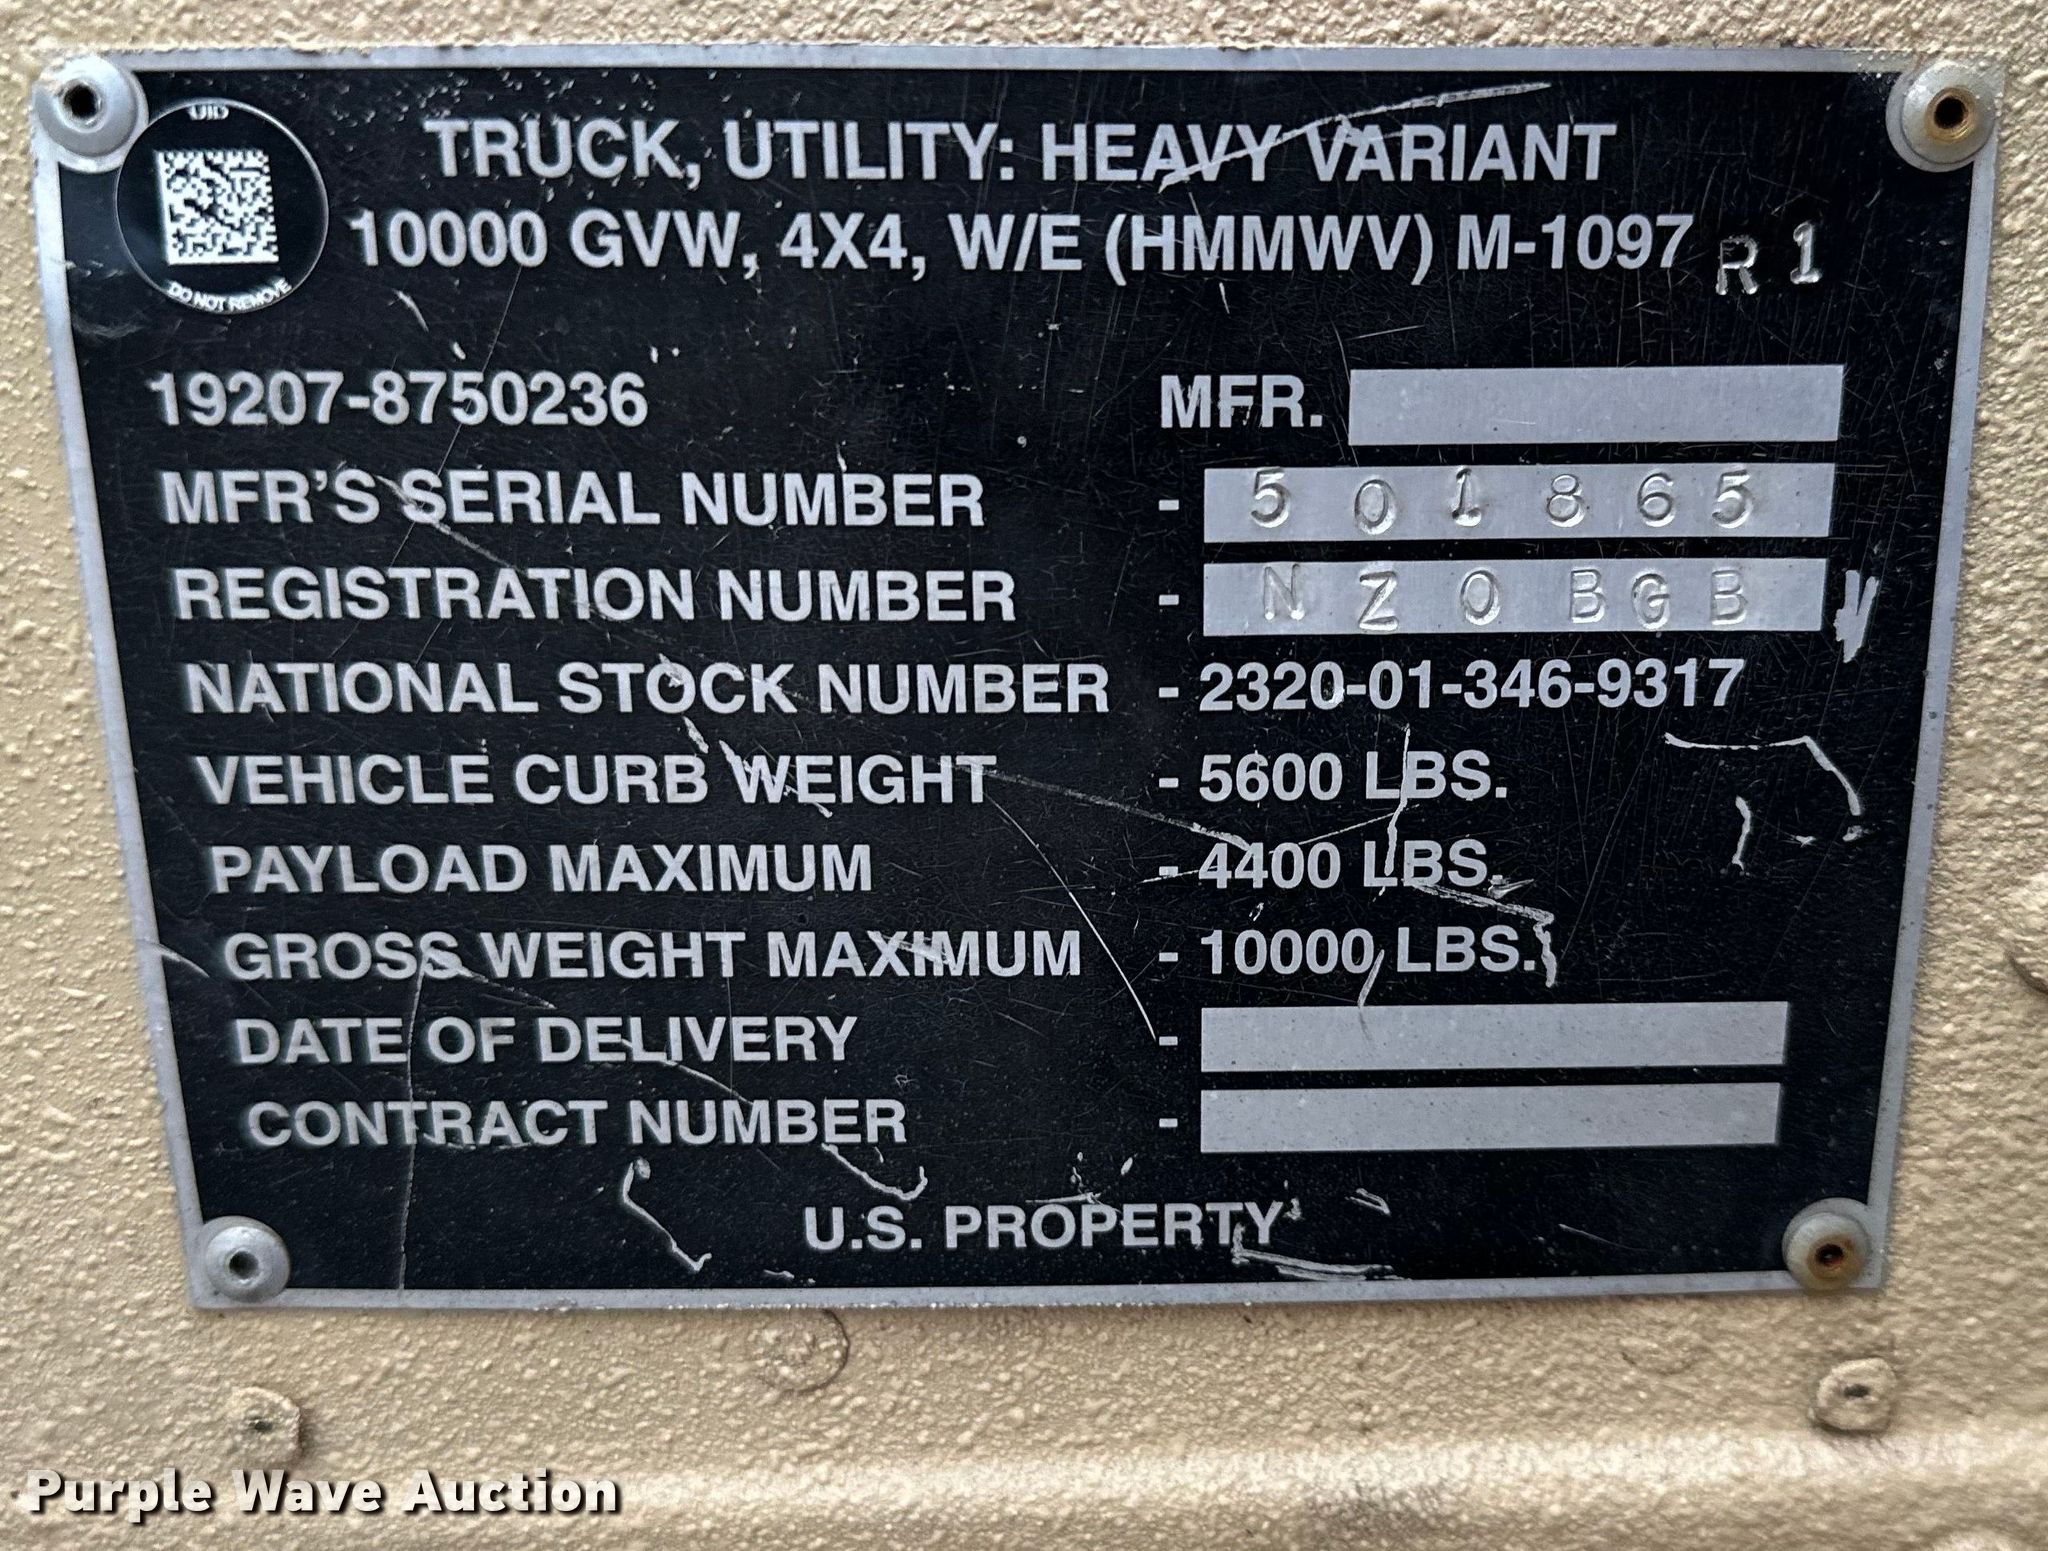 UID
DO NOT REMOVE
TRUCK, UTILITY: HEAVY VARIANT
10000 GVW, 4X4, W/E (HMMWV) M-1097 R1
19207-8750236 MFR.
MFR'S SERIAL NUMBER - 501865
REGISTRATION NUMBER - NZ0BGB
NATIONAL STOCK NUMBER - 2320-01-346-9317
VEHICLE CURB WEIGHT - 5600 LBS.
PAYLOAD MAXIMUM - 4400 LBS.
GROSS WEIGHT MAXIMUM - 10000 LBS.
DATE OF DELIVERY -
CONTRACT NUMBER -
U.S. PROPERTY
Purple Wave Auction